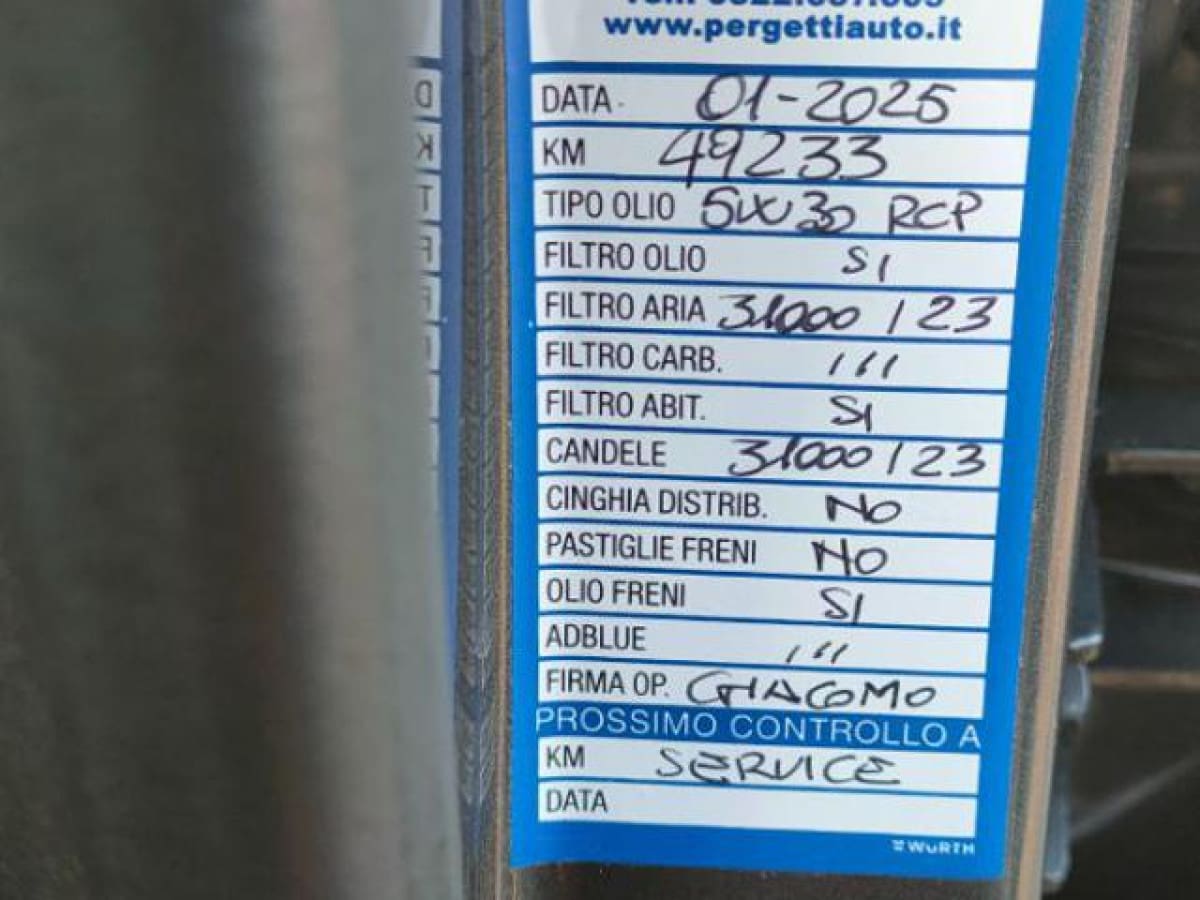 www.pergettiauto.it
DATA 01-2025
KM 49233
TIPO OLIO 5W30 RCP
FILTRO OLIO SI
FILTRO ARIA 31000 / 23
FILTRO CARB. ///
FILTRO ABIT. SI
CANDELE 31000 / 23
CINGHIA DISTRIB. NO
PASTIGLIE FRENI NO
OLIO FRENI SI
ADBLUE ///
FIRMA OP. GIACOMO
PROSSIMO CONTROLLO A
KM SERVICE
DATA
WÜRTH